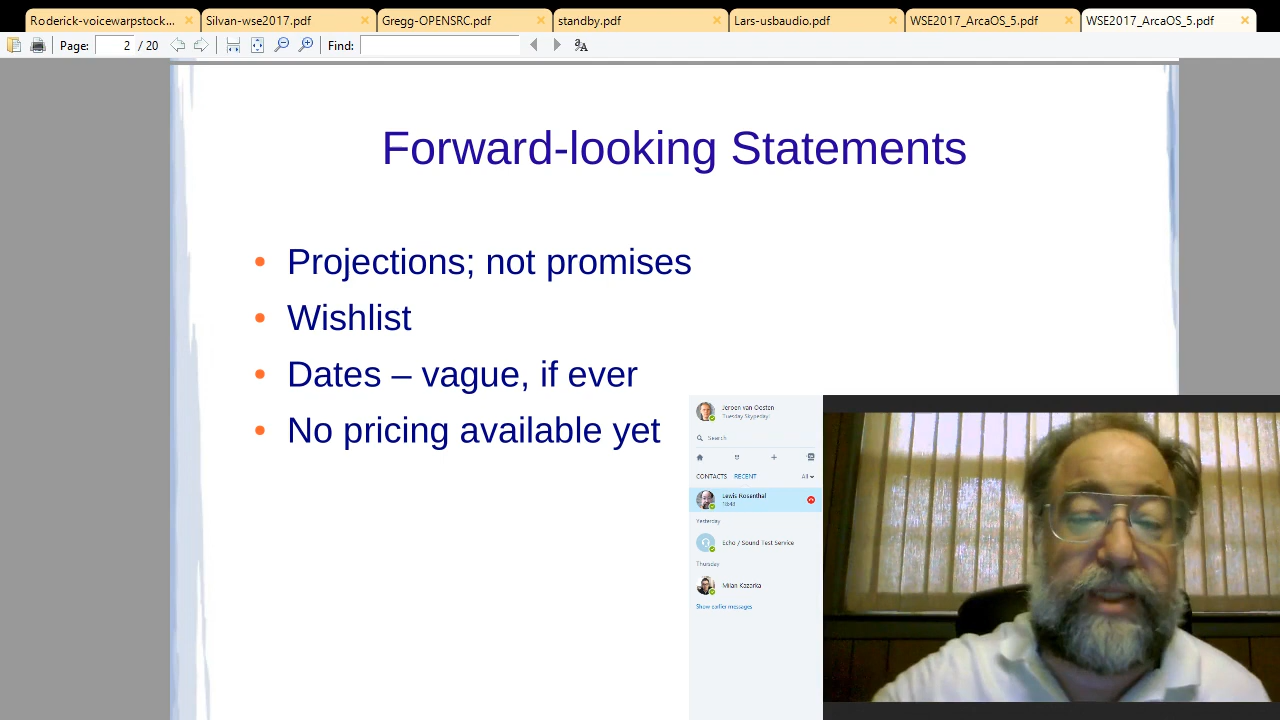 Roderick-voicewarpstock...
Silvan-wse2017.pdf
Gregg-OPENSRC.pdf
standby.pdf
Lars-usbaudio.pdf
WSE2017_ArcaOS_5.pdf
WSE2017_ArcaOS_5.pdf
Page: 2 / 20
Find:
Forward-looking Statements
• Projections; not promises
• Wishlist
• Dates – vague, if ever
• No pricing available yet
Jeroen van Oosten
Tuesday Skypeday!
Search
CONTACTS RECENT All
Lewis Rosenthal
Yesterday
Echo / Sound Test Service
Thursday
Milan Kazarka
Show earlier messages